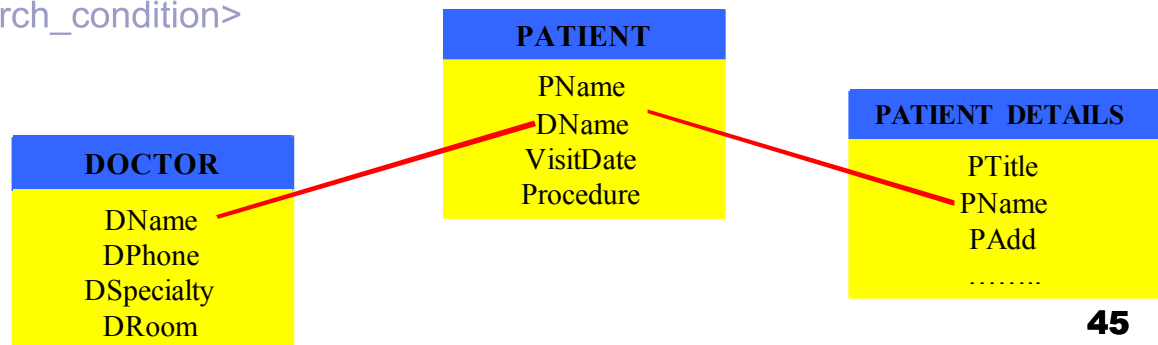 rch_condition>
PATIENT
PName
DName
VisitDate
Procedure
DOCTOR
DName
DPhone
DSpecialty
DRoom
PATIENT DETAILS
PTitle
PName
PAdd
……..
45